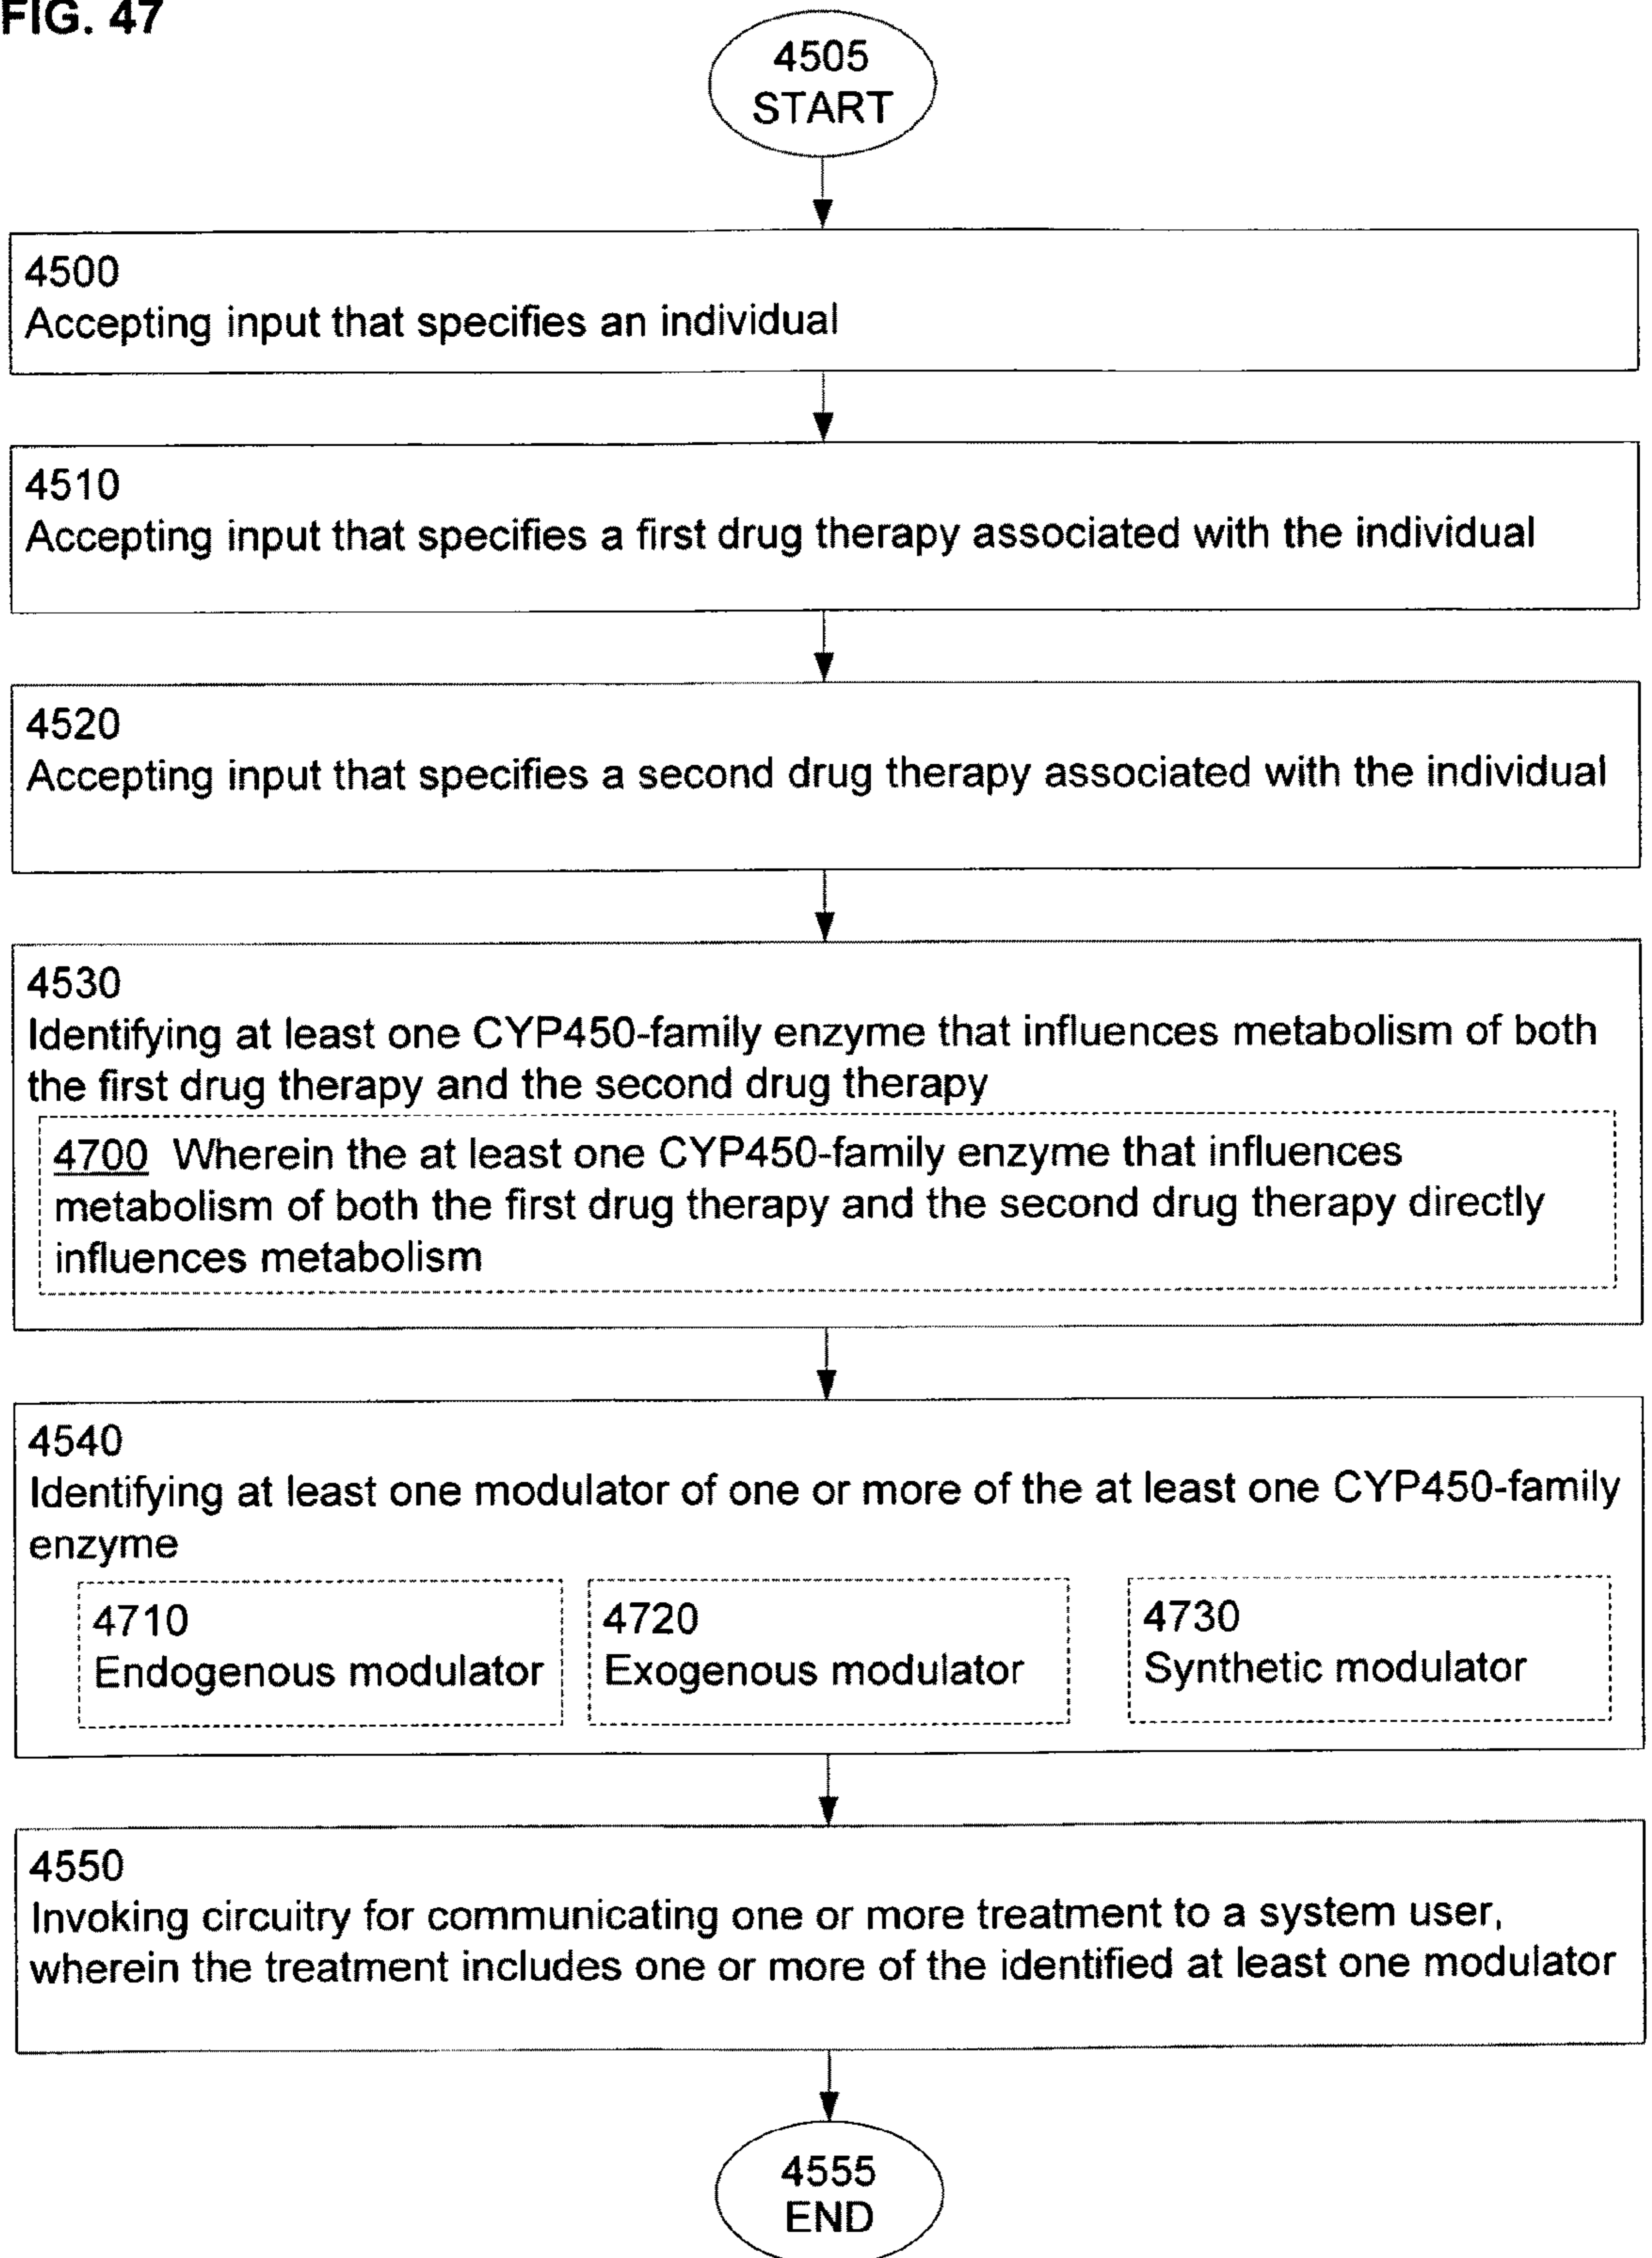 FIG. 47
4505
START
4500
Accepting input that specifies an individual
4510
Accepting input that specifies a first drug therapy associated with the individual
4520
Accepting input that specifies a second drug therapy associated with the individual
4530
Identifying at least one CYP450-family enzyme that influences metabolism of both
the first drug therapy and the second drug therapy
4700 Wherein the at least one CYP450-family enzyme that influences
metabolism of both the first drug therapy and the second drug therapy directly
influences metabolism
4540
Identifying at least one modulator of one or more of the at least one CYP450-family
enzyme
4710
Endogenous modulator
4720
Exogenous modulator
4730
Synthetic modulator
4550
Invoking circuitry for communicating one or more treatment to a system user,
wherein the treatment includes one or more of the identified at least one modulator
4555
END